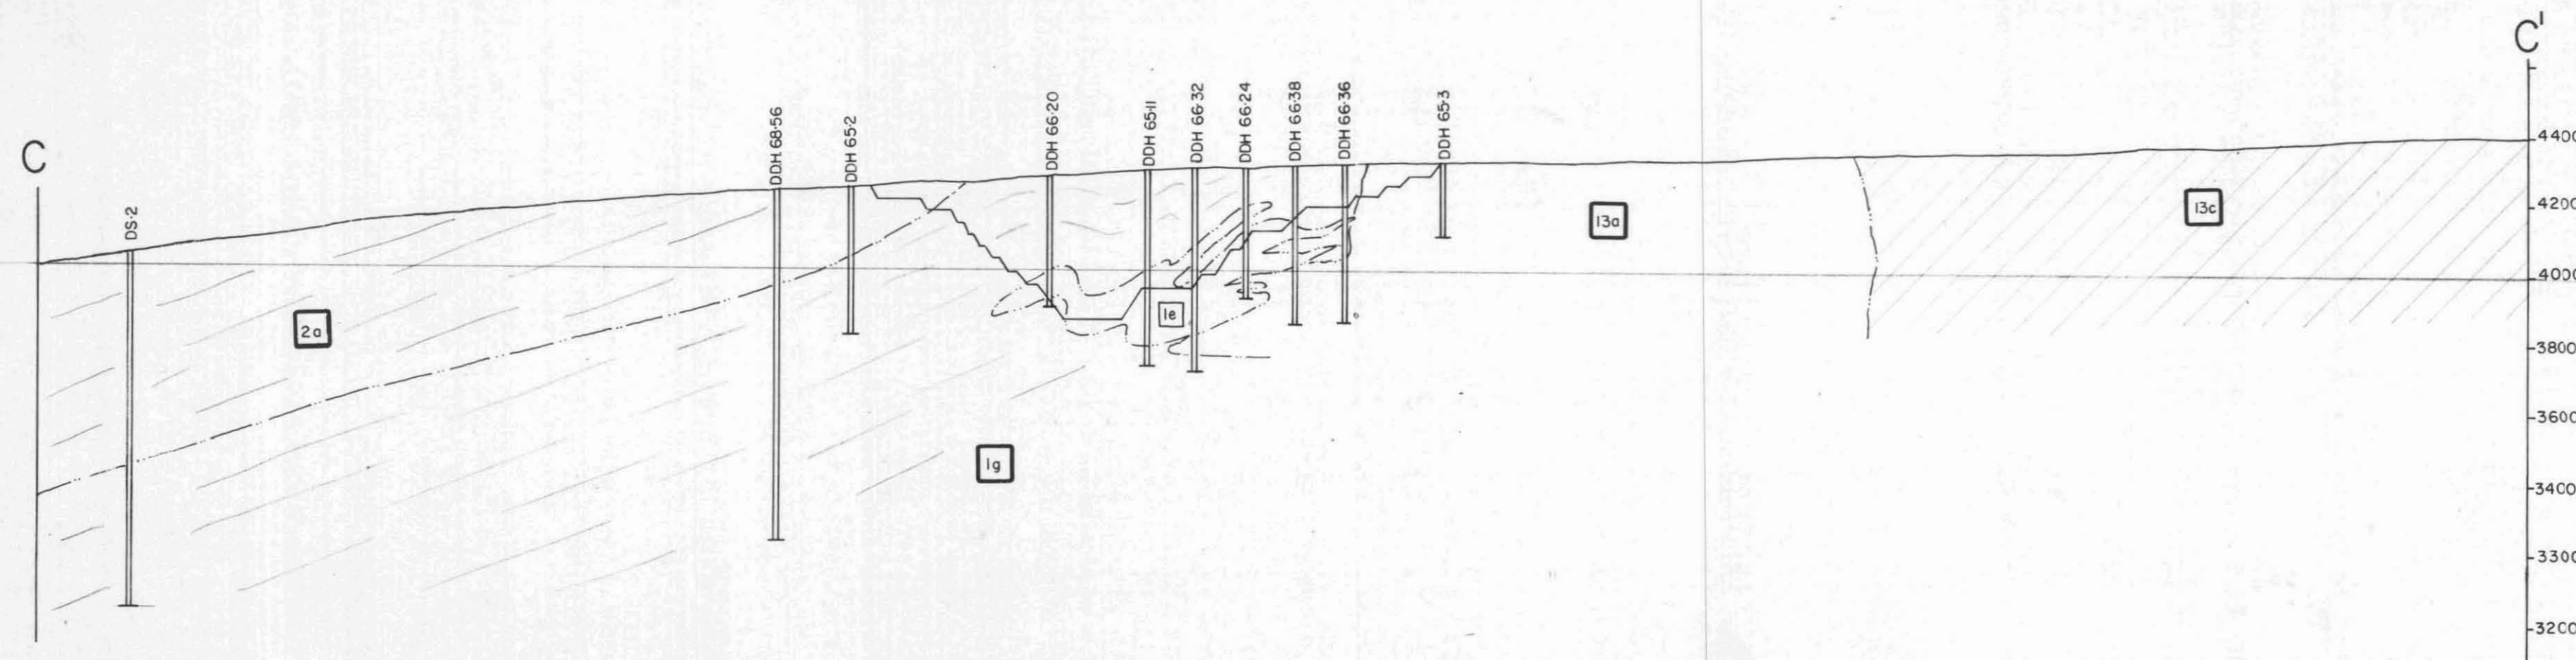 C
C'
DS·2
DDH 68·56
DDH 65·2
DDH 66·20
DDH 65·11
DDH 66·32
DDH 66·24
DDH 66·38
DDH 66·36
DDH 65·3
2a
1g
1e
13a
13c
4400
4200
4000
3800
3600
3400
3300
3200